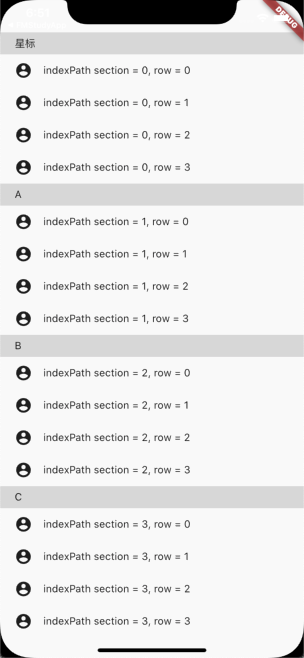 DEBUG
星标
indexPath section = 0, row = 0
indexPath section = 0, row = 1
indexPath section = 0, row = 2
indexPath section = 0, row = 3
A
indexPath section = 1, row = 0
indexPath section = 1, row = 1
indexPath section = 1, row = 2
indexPath section = 1, row = 3
B
indexPath section = 2, row = 0
indexPath section = 2, row = 1
indexPath section = 2, row = 2
indexPath section = 2, row = 3
C
indexPath section = 3, row = 0
indexPath section = 3, row = 1
indexPath section = 3, row = 2
indexPath section = 3, row = 3